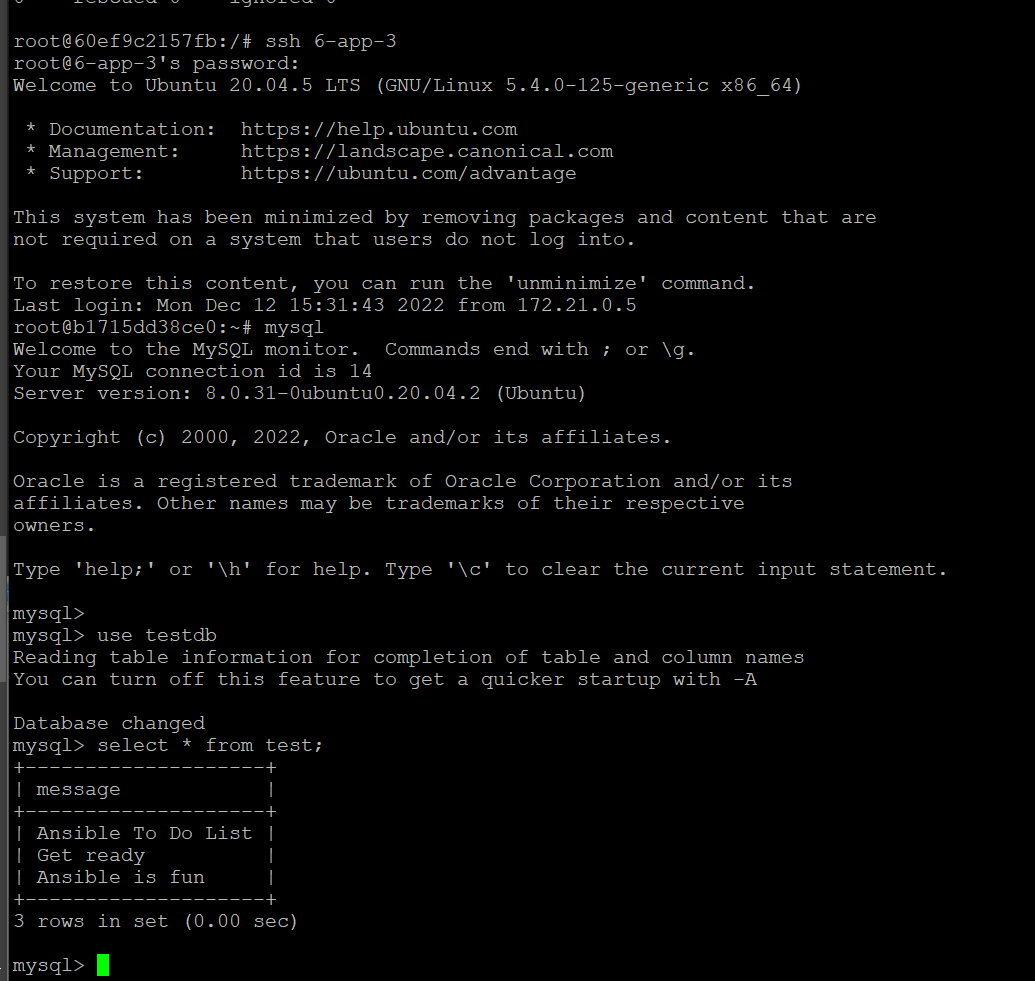 root@60ef9c2157fb:/# ssh 6-app-3
root@6-app-3's password:
Welcome to Ubuntu 20.04.5 LTS (GNU/Linux 5.4.0-125-generic x86_64)
 * Documentation:  https://help.ubuntu.com
 * Management:     https://landscape.canonical.com
 * Support:        https://ubuntu.com/advantage
This system has been minimized by removing packages and content that are
not required on a system that users do not log into.
To restore this content, you can run the 'unminimize' command.
Last login: Mon Dec 12 15:31:43 2022 from 172.21.0.5
root@b1715dd38ce0:~# mysql
Welcome to the MySQL monitor.  Commands end with ; or \g.
Your MySQL connection id is 14
Server version: 8.0.31-0ubuntu0.20.04.2 (Ubuntu)
Copyright (c) 2000, 2022, Oracle and/or its affiliates.
Oracle is a registered trademark of Oracle Corporation and/or its
affiliates. Other names may be trademarks of their respective
owners.
Type 'help;' or '\h' for help. Type '\c' to clear the current input statement.
mysql>
mysql> use testdb
Reading table information for completion of table and column names
You can turn off this feature to get a quicker startup with -A
Database changed
mysql> select * from test;
+--------------------+
| message            |
+--------------------+
| Ansible To Do List |
| Get ready          |
| Ansible is fun     |
+--------------------+
3 rows in set (0.00 sec)
mysql>